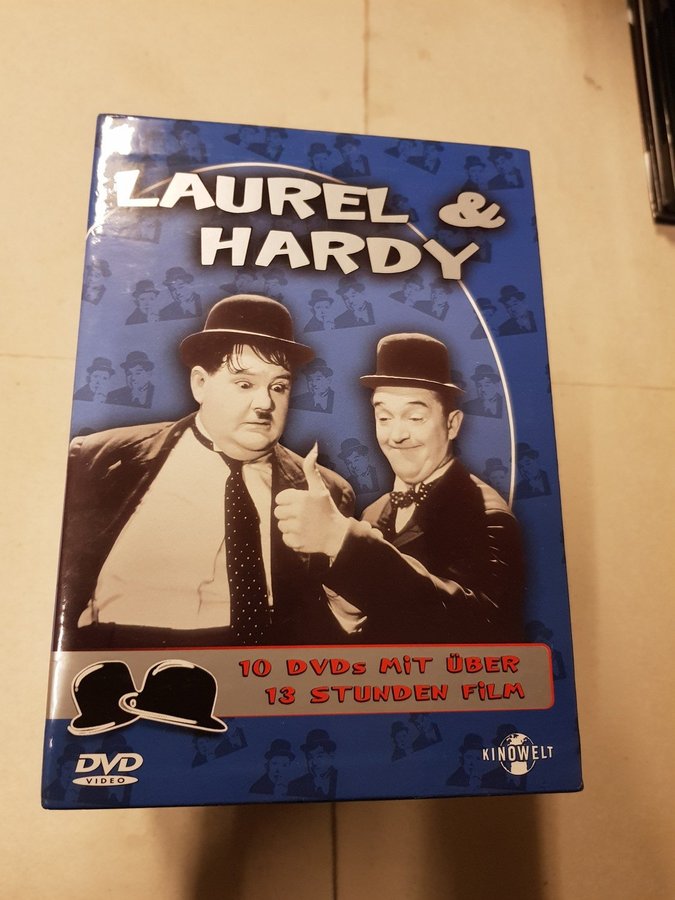 LAUREL &
HARDY
10 DVDs MIT ÜBER
13 STUNDEN FILM
DVD
VIDEO
KINOWELT